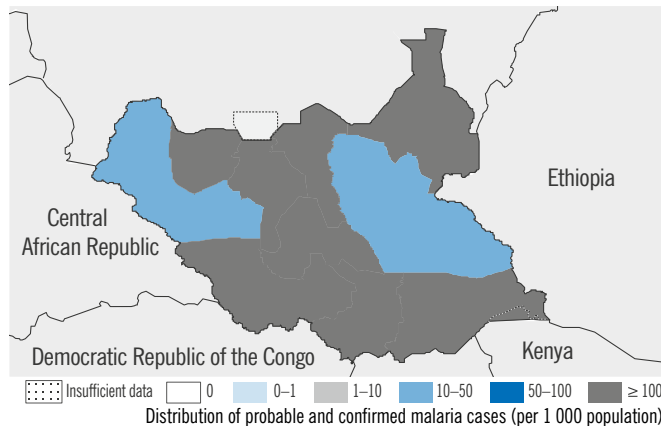 Ethiopia
Central
African Republic
Democratic Republic of the Congo
Kenya
Insufficient data 0 0–1 1–10 10–50 50–100 ≥ 100
Distribution of probable and confirmed malaria cases (per 1 000 population)